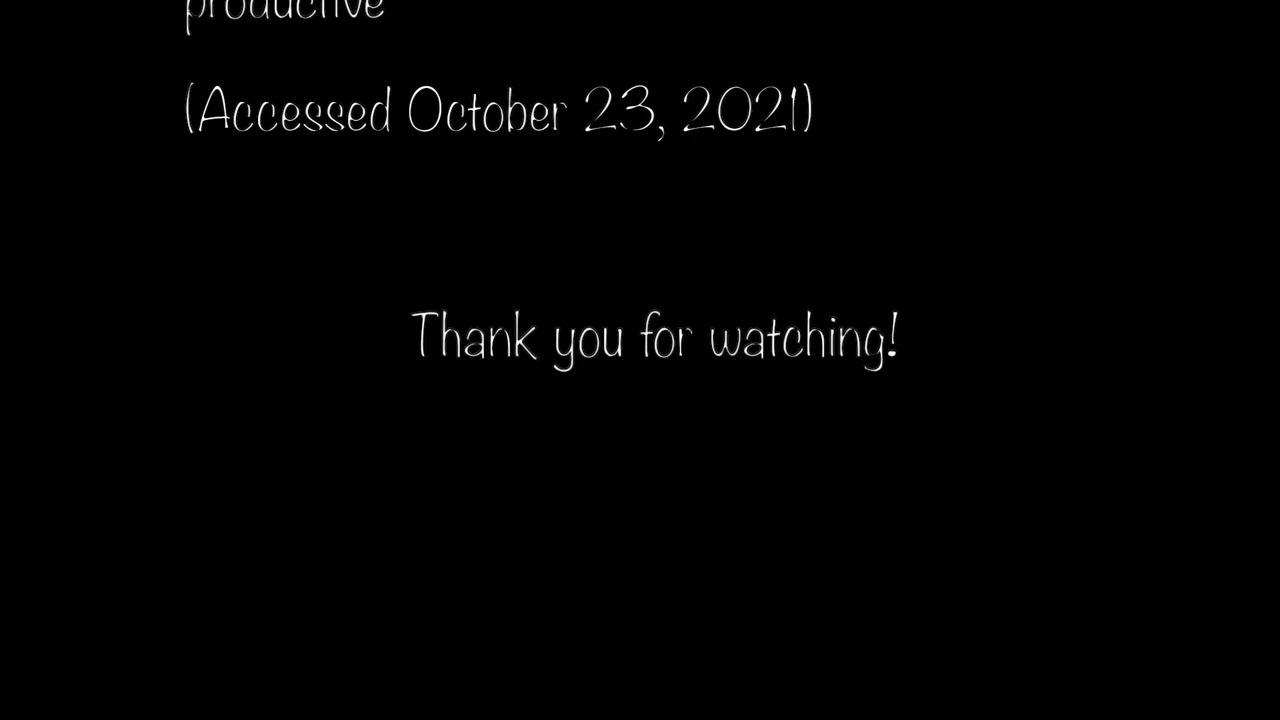 productive
(Accessed October 23, 2021)
Thank you for watching!